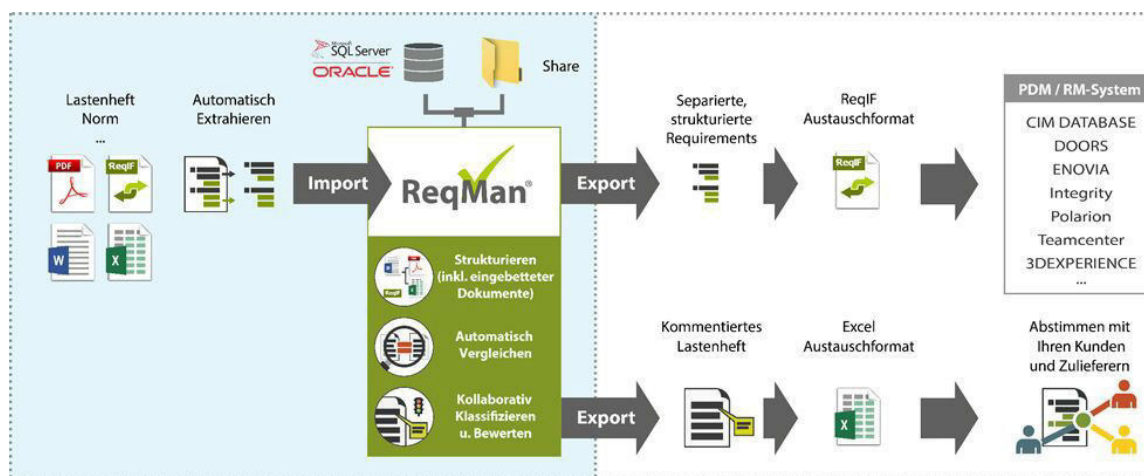 Microsoft
SQL Server
ORACLE
Share
Lastenheft
Norm
...
PDF
ReqIF
W
X
Automatisch
Extrahieren
Import
ReqMan®
Strukturieren
(inkl. eingebetteter
Dokumente)
Automatisch
Vergleichen
Kollaborativ
Klassifizieren
u. Bewerten
Export
Separierte,
strukturierte
Requirements
ReqIF
Austauschformat
ReqIF
PDM / RM-System
CIM DATABASE
DOORS
ENOVIA
Integrity
Polarion
Teamcenter
3DEXPERIENCE
...
Export
Kommentiertes
Lastenheft
Excel
Austauschformat
X
Abstimmen mit
Ihren Kunden
und Zulieferern